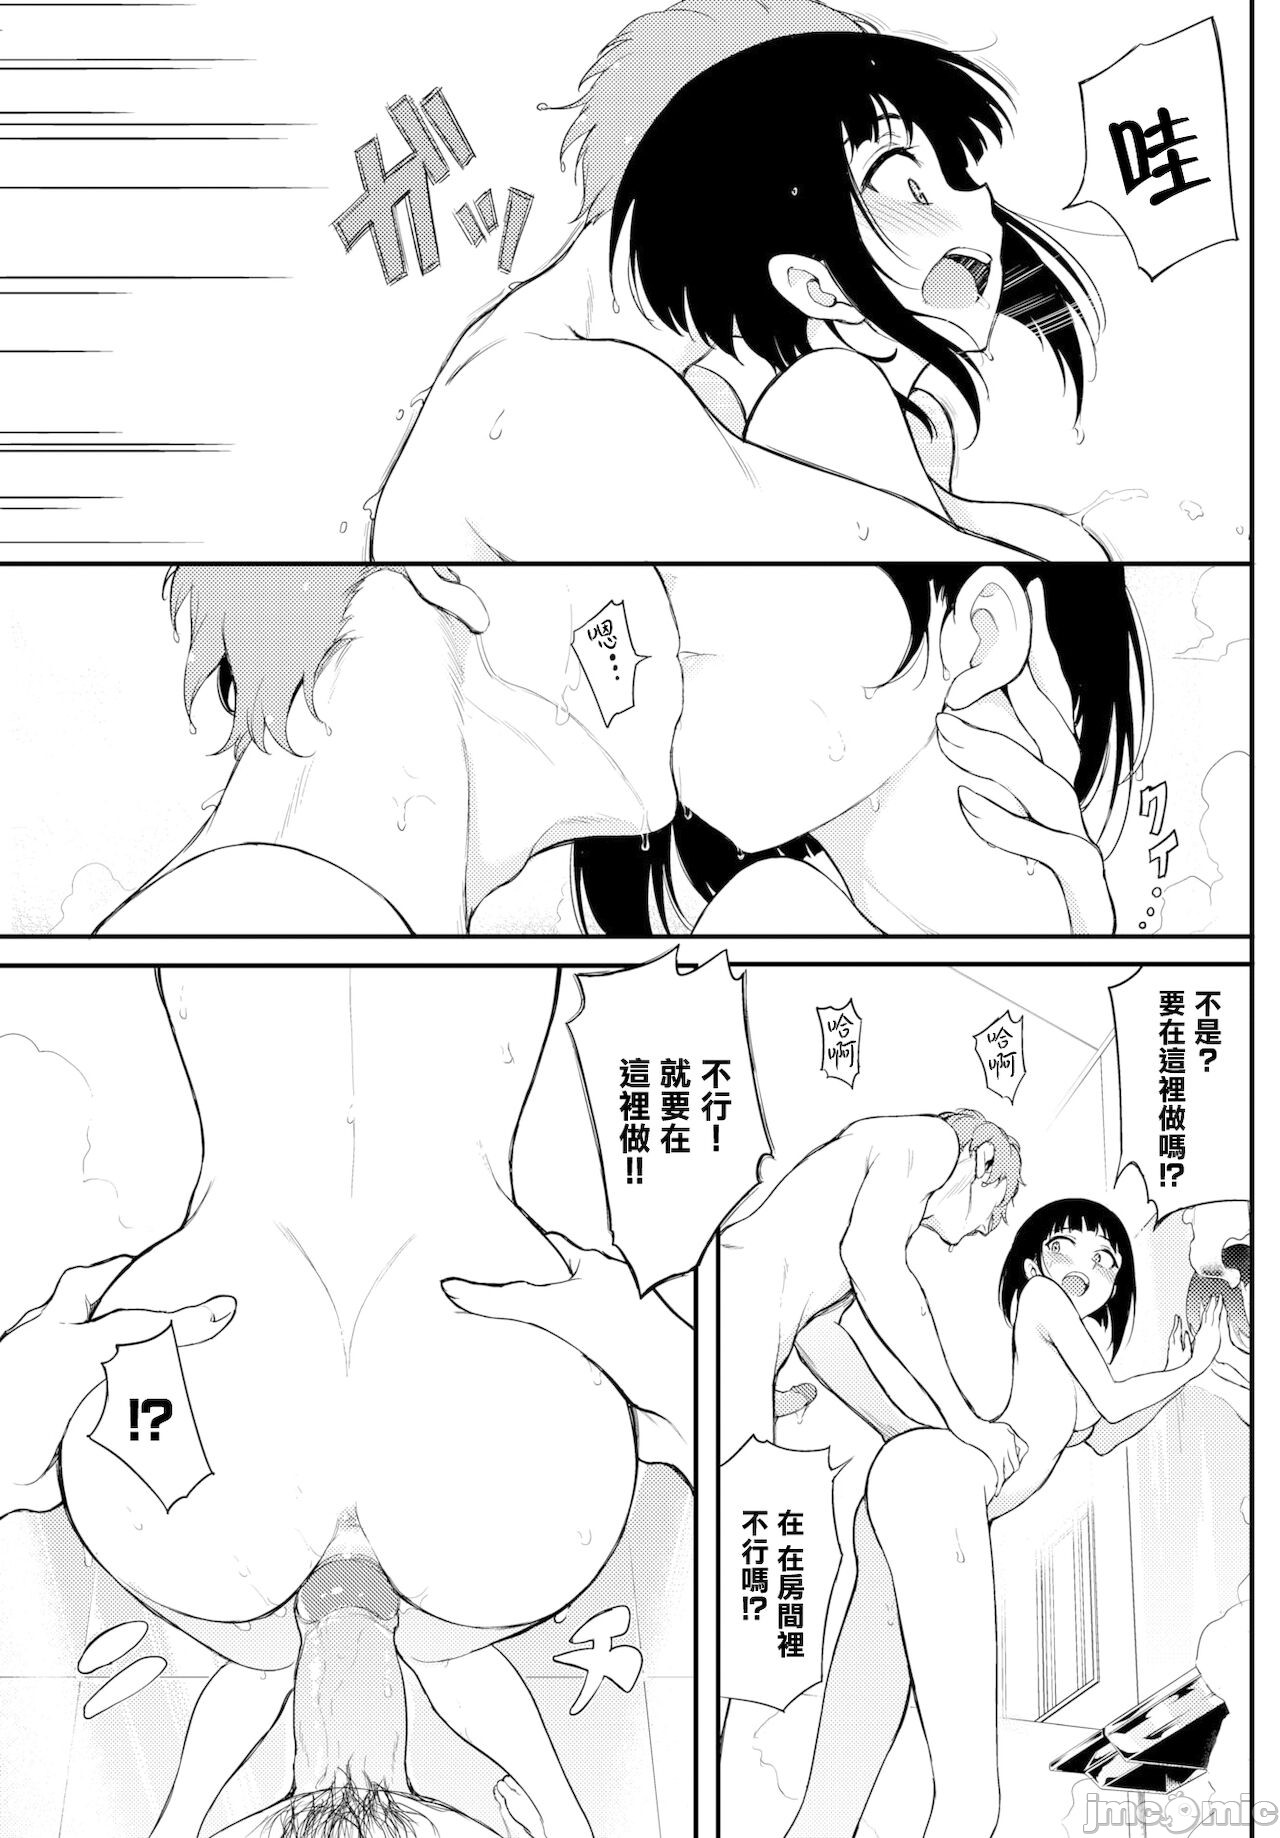 哇
ガッ
嗯…
クイ…
不是？
要在這裡做嗎!?
哈啊
哈啊
在 在房間裡
不行嗎!?
不行！
就要在
這裡做!!
!?
ニチ
jmcomic